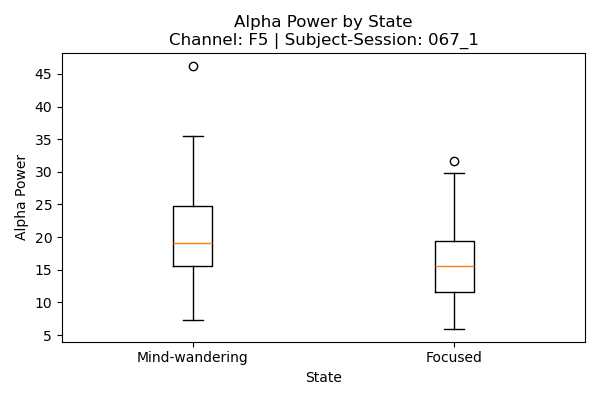 Alpha Power by State
Channel: F5 | Subject-Session: 067_1
Alpha Power
45
40
35
30
25
20
15
10
5
Mind-wandering
Focused
State